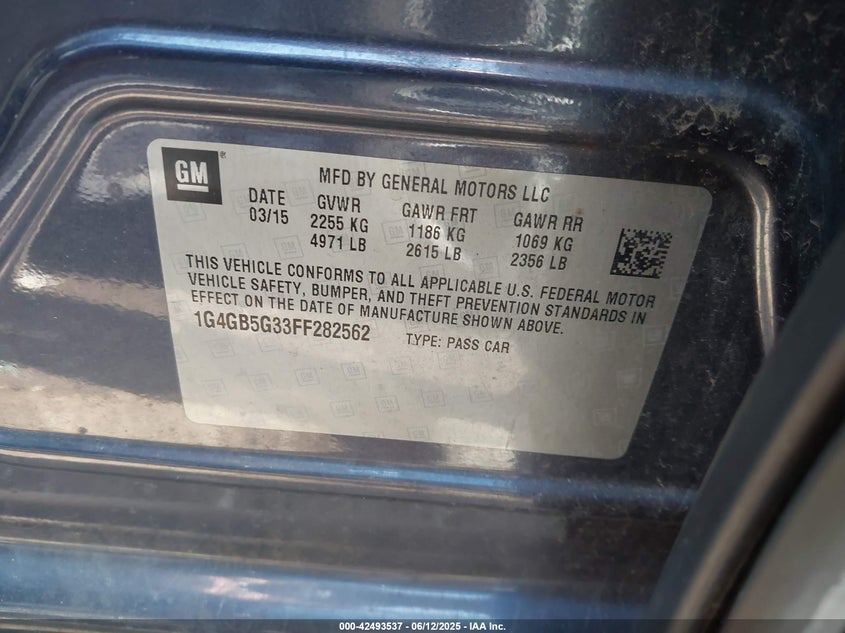 GM
MFD BY GENERAL MOTORS LLC
DATE GVWR GAWR FRT GAWR RR
03/15 2255 KG 1186 KG 1069 KG
4971 LB 2615 LB 2356 LB
THIS VEHICLE CONFORMS TO ALL APPLICABLE U.S. FEDERAL MOTOR
VEHICLE SAFETY, BUMPER, AND THEFT PREVENTION STANDARDS IN
EFFECT ON THE DATE OF MANUFACTURE SHOWN ABOVE.
1G4GB5G33FF282562 TYPE: PASS CAR
000-42493537 - 06/12/2025 - IAA Inc.